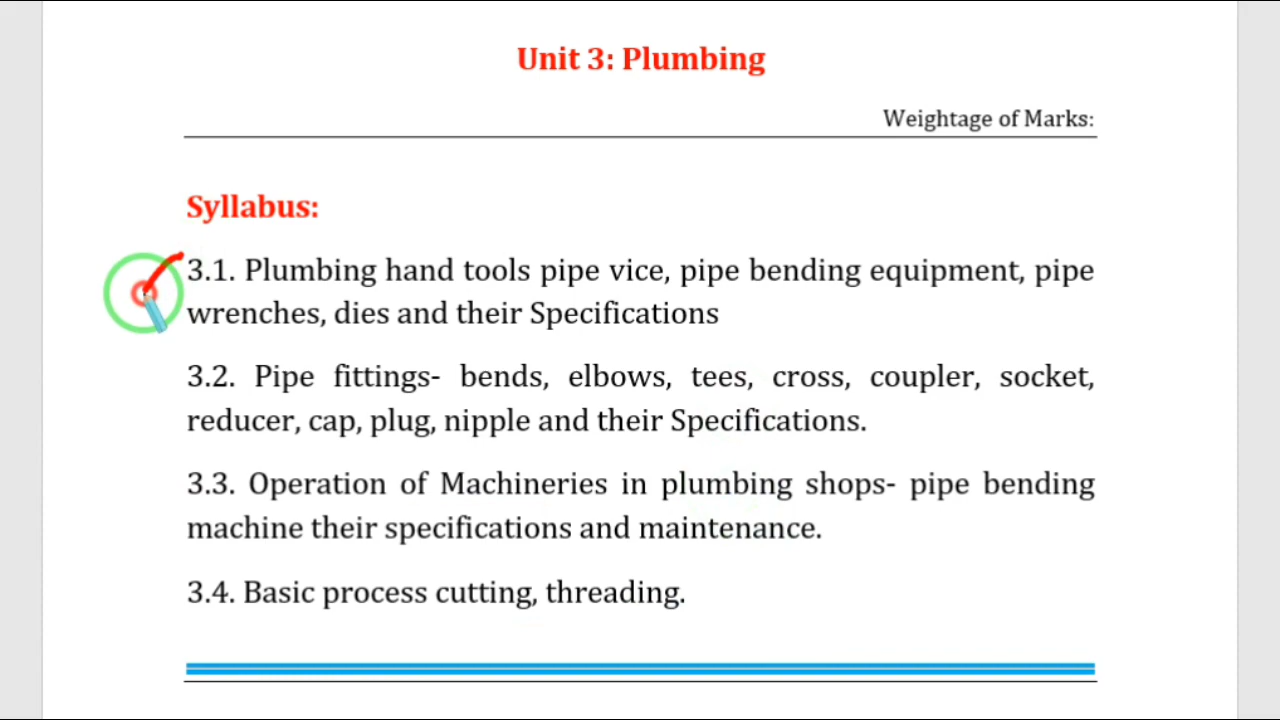 Unit 3: Plumbing
Weightage of Marks:
Syllabus:
3.1. Plumbing hand tools pipe vice, pipe bending equipment, pipe
wrenches, dies and their Specifications
3.2. Pipe fittings- bends, elbows, tees, cross, coupler, socket,
reducer, cap, plug, nipple and their Specifications.
3.3. Operation of Machineries in plumbing shops- pipe bending
machine their specifications and maintenance.
3.4. Basic process cutting, threading.